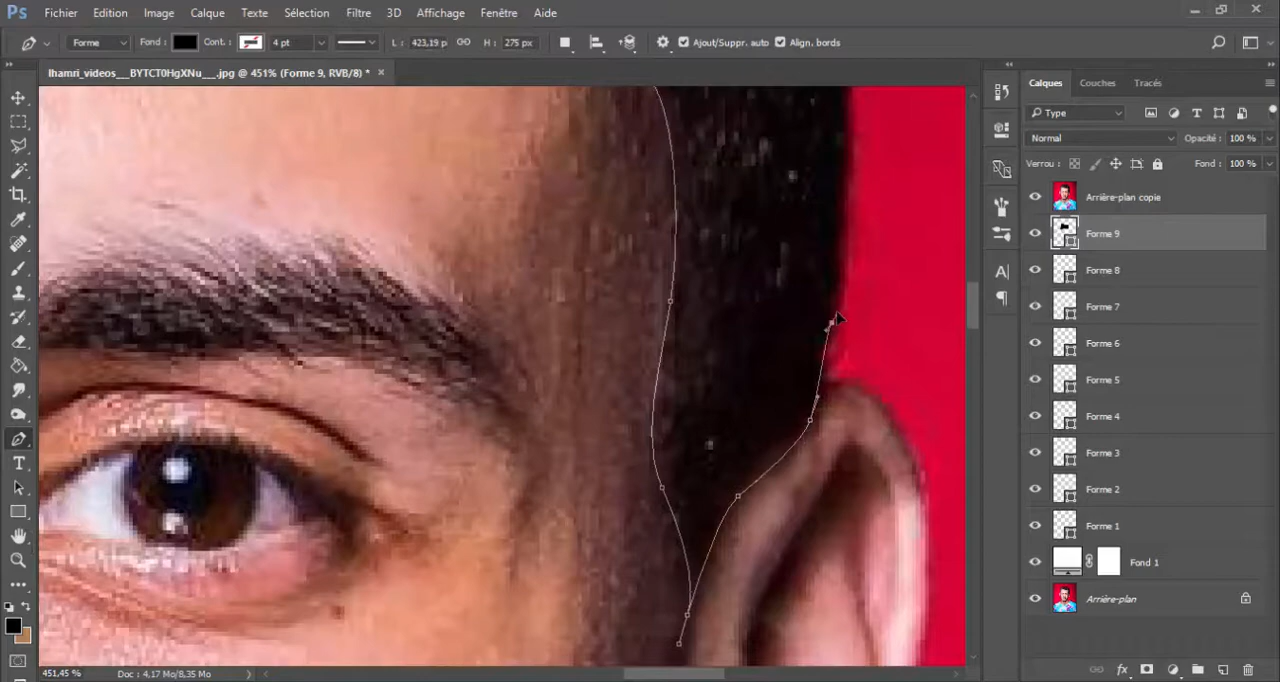 Ps Fichier Edition Image Calque Texte Sélection Filtre 3D Affichage Fenêtre Aide
Forme Fond : Cont. : 4 pt L : 423,19 p H : 275 px Ajout/Suppr. auto Align. bords
lhamri_videos__BYTCT0HgXNu__.jpg @ 451% (Forme 9, RVB/8) * ×
Calques Couches Tracés
Type
Normal Opacité : 100 %
Verrou : Fond : 100 %
Arrière-plan copie
Forme 9
Forme 8
Forme 7
Forme 6
Forme 5
Forme 4
Forme 3
Forme 2
Forme 1
Fond 1
Arrière-plan
451,45 % Doc : 4,17 Mo/8,35 Mo